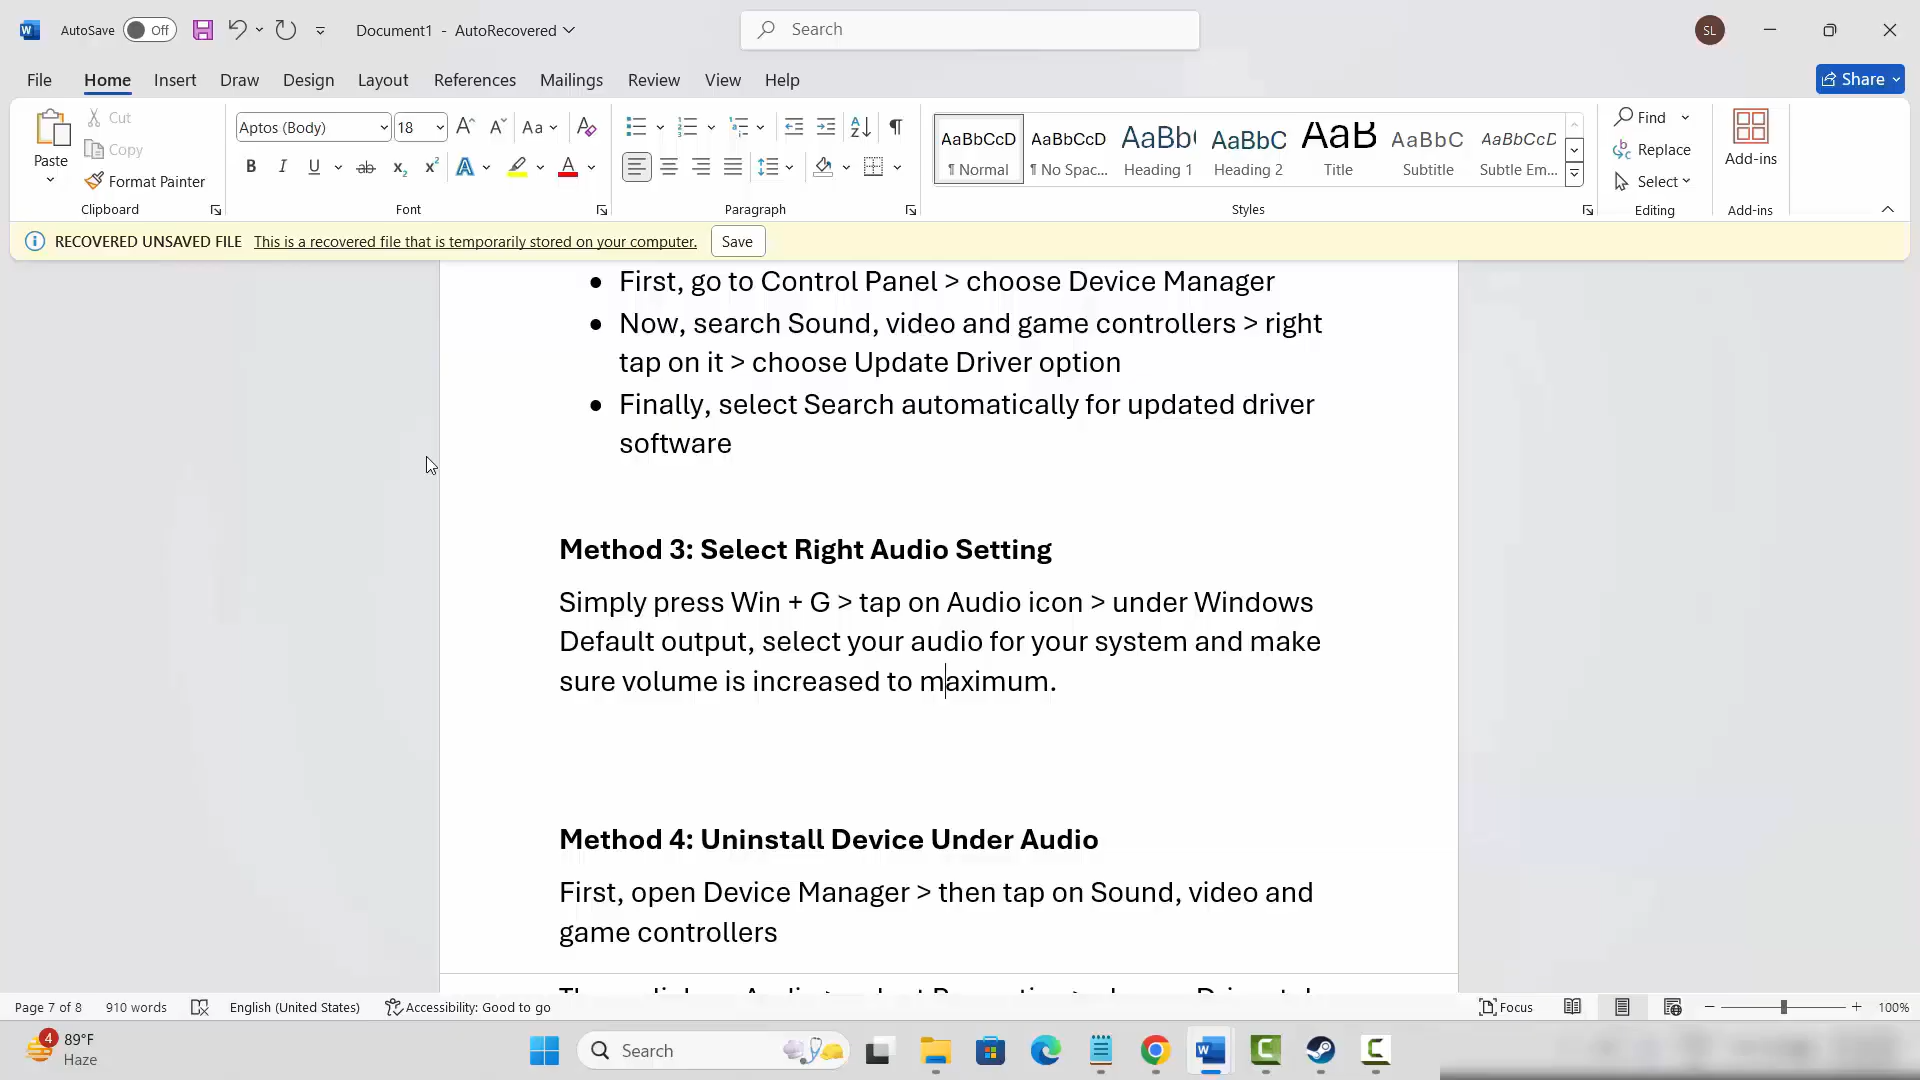 AutoSave Off Document1 - AutoRecovered Search SL
File Home Insert Draw Design Layout References Mailings Review View Help Share
Paste Cut Copy Format Painter Clipboard
Aptos (Body) 18 Aa
B I U ab x₂ x² A A
Font
Paragraph
AaBbCcD AaBbCcD AaBb( AaBbC AaB AaBbC AaBbCcD
¶ Normal ¶ No Spac... Heading 1 Heading 2 Title Subtitle Subtle Em...
Styles
Find
Replace
Select
Editing
Add-ins
Add-ins
RECOVERED UNSAVED FILE This is a recovered file that is temporarily stored on your computer. Save
• First, go to Control Panel > choose Device Manager
• Now, search Sound, video and game controllers > right
tap on it > choose Update Driver option
• Finally, select Search automatically for updated driver
software
Method 3: Select Right Audio Setting
Simply press Win + G > tap on Audio icon > under Windows
Default output, select your audio for your system and make
sure volume is increased to maximum.
Method 4: Uninstall Device Under Audio
First, open Device Manager > then tap on Sound, video and
game controllers
Page 7 of 8 910 words English (United States) Accessibility: Good to go Focus 100%
4 89°F
Haze
Search